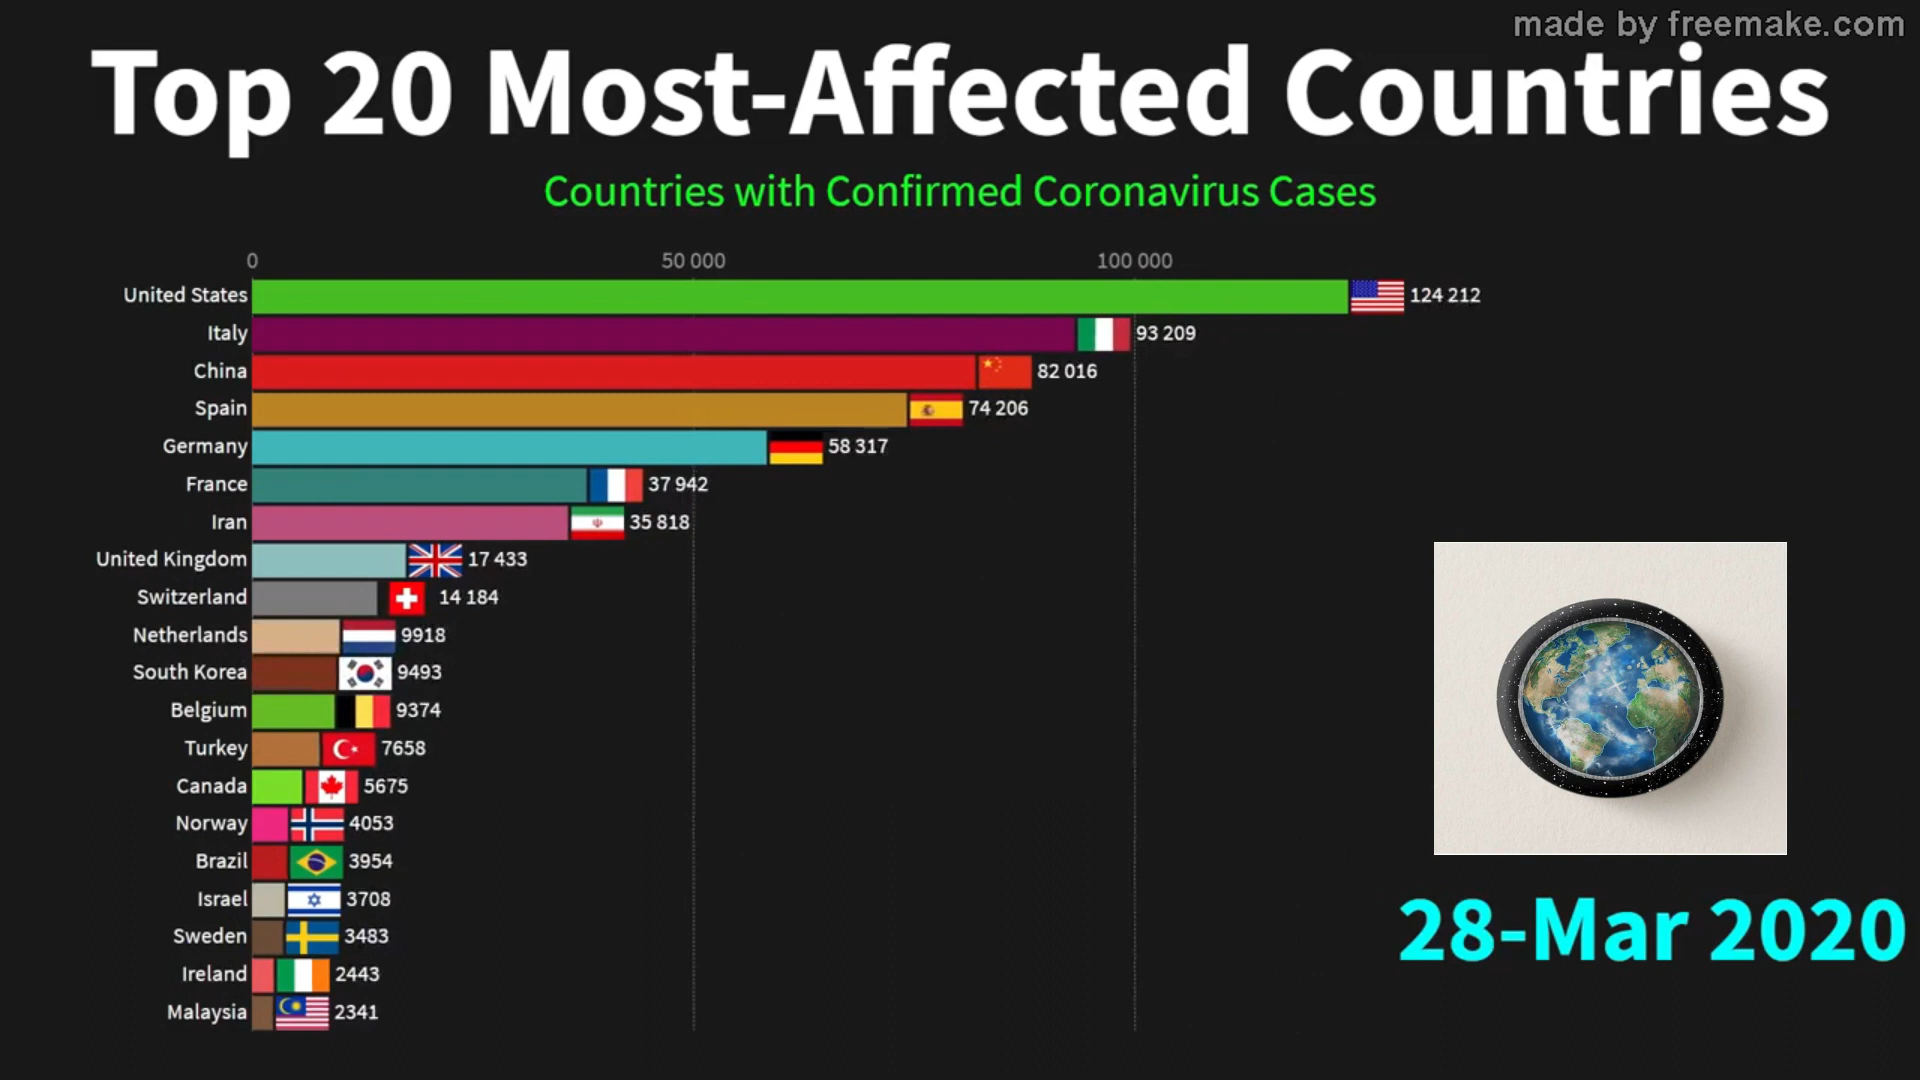 made by freemake.com
Top 20 Most-Affected Countries
Countries with Confirmed Coronavirus Cases
0 50 000 100 000
United States 124 212
Italy 93 209
China 82 016
Spain 74 206
Germany 58 317
France 37 942
Iran 35 818
United Kingdom 17 433
Switzerland 14 184
Netherlands 9918
South Korea 9493
Belgium 9374
Turkey 7658
Canada 5675
Norway 4053
Brazil 3954
Israel 3708
Sweden 3483
Ireland 2443
Malaysia 2341
28-Mar 2020